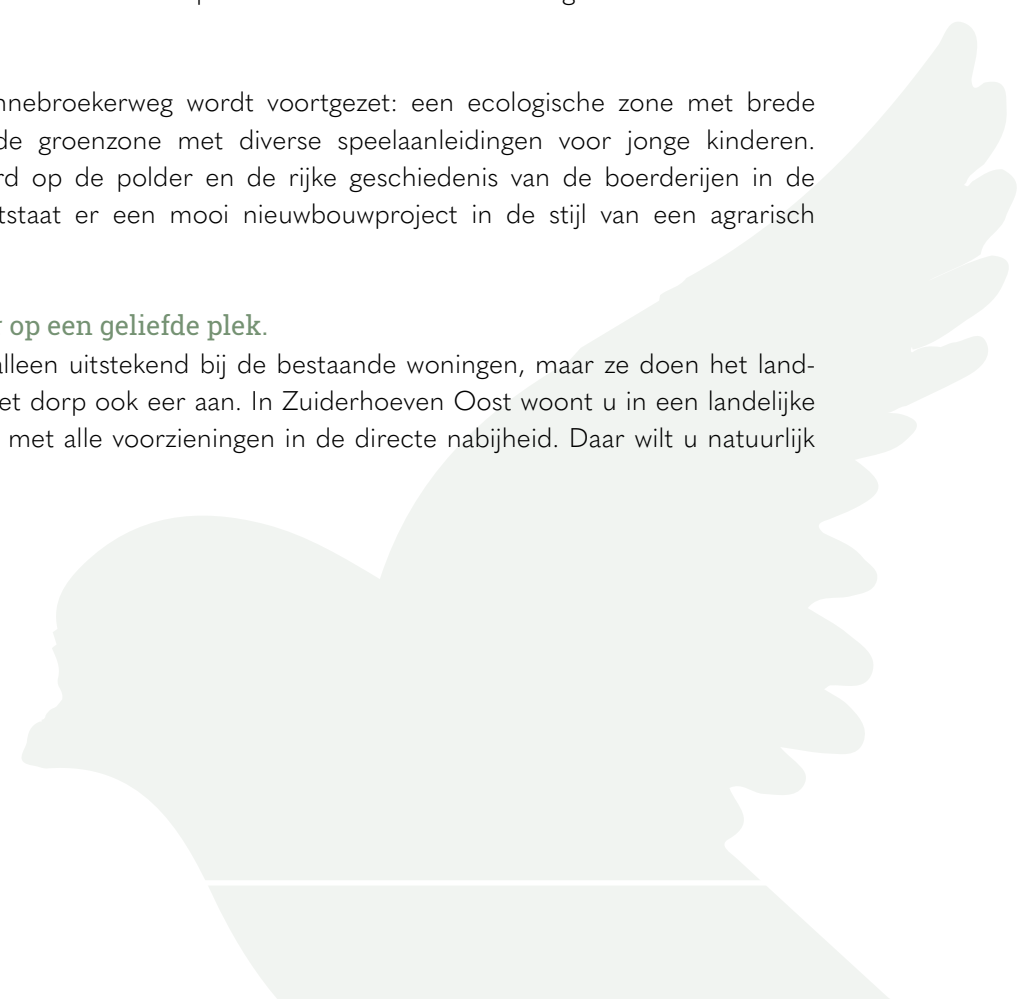 nnebroekerweg wordt voortgezet: een ecologische zone met brede
de groenzone met diverse speelaanleidingen voor jonge kinderen.
rd op de polder en de rijke geschiedenis van de boerderijen in de
tstaat er een mooi nieuwbouwproject in de stijl van een agrarisch
op een geliefde plek.
alleen uitstekend bij de bestaande woningen, maar ze doen het land-
et dorp ook eer aan. In Zuiderhoeven Oost woont u in een landelijke
met alle voorzieningen in de directe nabijheid. Daar wilt u natuurlijk